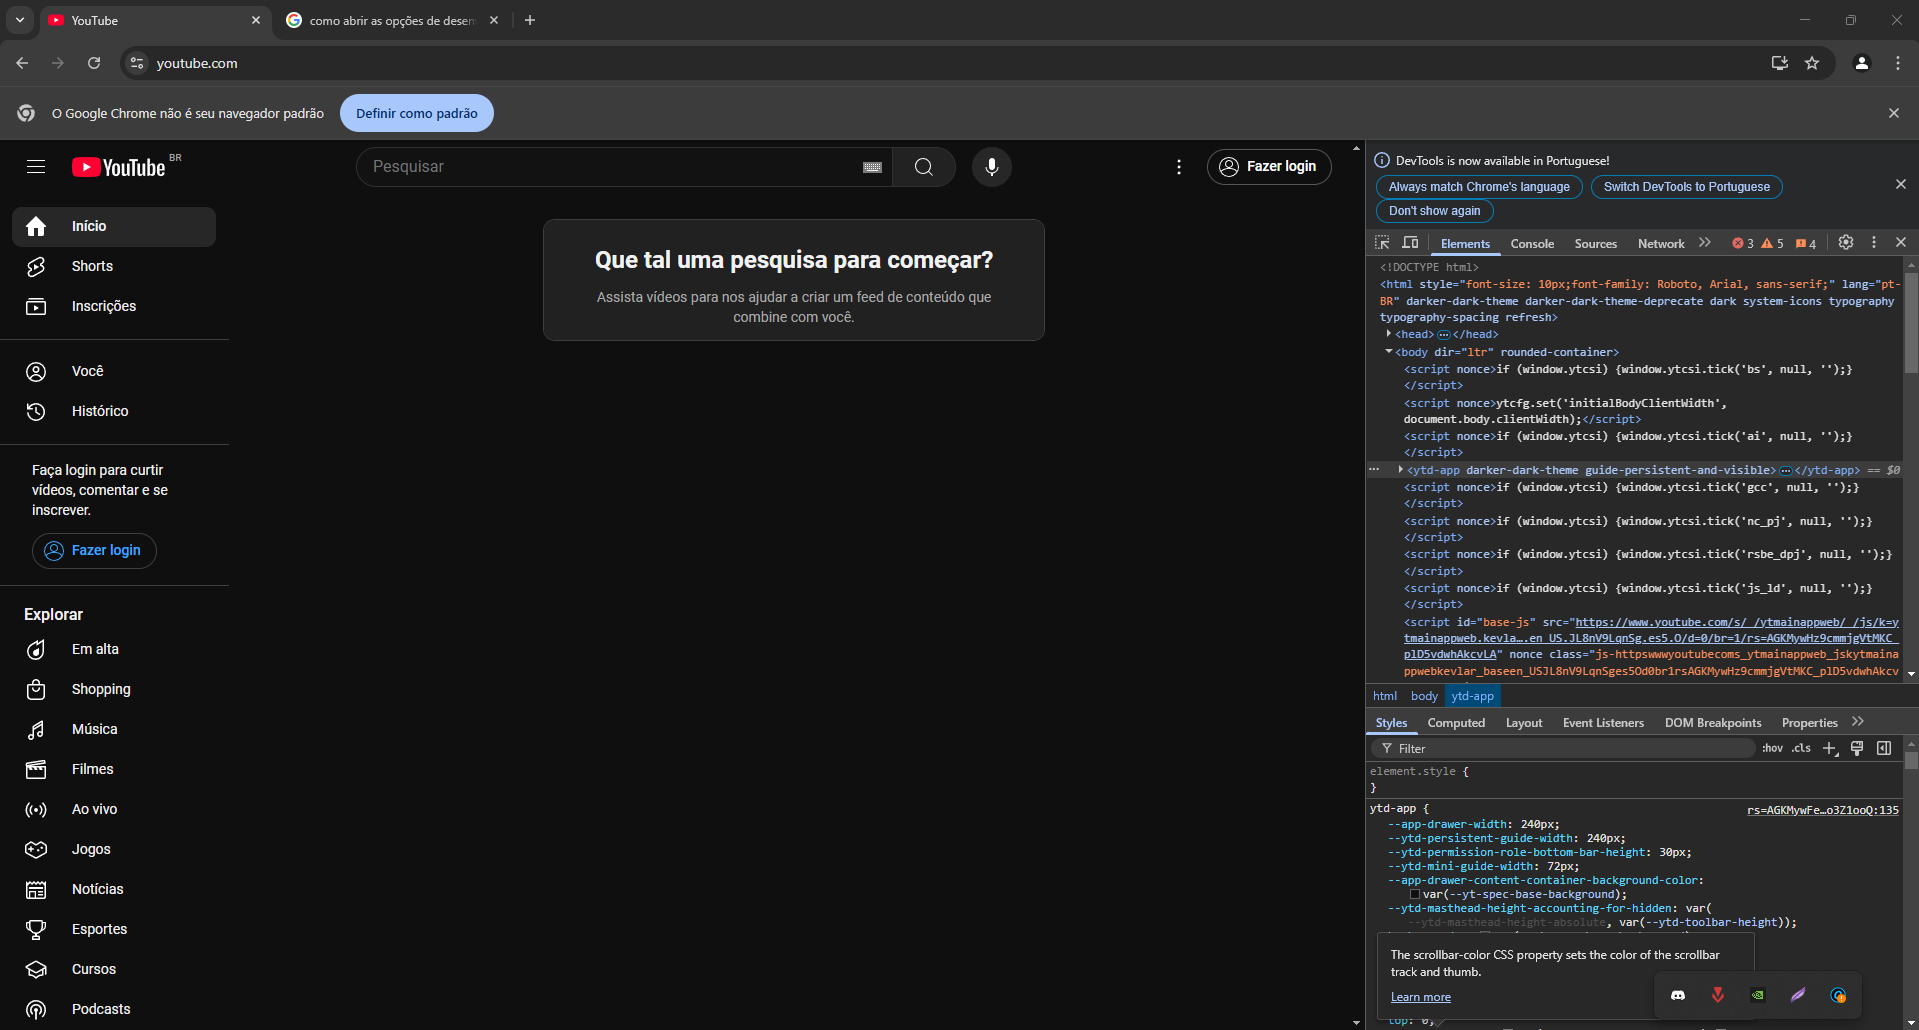 YouTube
como abrir as opções de desen
youtube.com
O Google Chrome não é seu navegador padrão
Definir como padrão
YouTube BR
Pesquisar
Fazer login
Início
Shorts
Inscrições
Você
Histórico
Faça login para curtir
vídeos, comentar e se
inscrever.
Fazer login
Explorar
Em alta
Shopping
Música
Filmes
Ao vivo
Jogos
Notícias
Esportes
Cursos
Podcasts
Que tal uma pesquisa para começar?
Assista vídeos para nos ajudar a criar um feed de conteúdo que
combine com você.
DevTools is now available in Portuguese!
Always match Chrome's language
Switch DevTools to Portuguese
Don't show again
Elements Console Sources Network 3 5 4
<!DOCTYPE html>
<html style="font-size: 10px;font-family: Roboto, Arial, sans-serif;" lang="pt-
BR" darker-dark-theme darker-dark-theme-deprecate dark system-icons typography
typography-spacing refresh>
<head>…</head>
<body dir="ltr" rounded-container>
<script nonce>if (window.ytcsi) {window.ytcsi.tick('bs', null, '');}
</script>
<script nonce>ytcfg.set('initialBodyClientWidth',
document.body.clientWidth);</script>
<script nonce>if (window.ytcsi) {window.ytcsi.tick('ai', null, '');}
</script>
<ytd-app darker-dark-theme guide-persistent-and-visible>…</ytd-app> == $0
<script nonce>if (window.ytcsi) {window.ytcsi.tick('gcc', null, '');}
</script>
<script nonce>if (window.ytcsi) {window.ytcsi.tick('nc_pj', null, '');}
</script>
<script nonce>if (window.ytcsi) {window.ytcsi.tick('rsbe_dpj', null, '');}
</script>
<script nonce>if (window.ytcsi) {window.ytcsi.tick('js_ld', null, '');}
</script>
<script id="base-js" src="https://www.youtube.com/s/_/ytmainappweb/_/js/k=y
tmainappweb.kevla….en_US.JL8nV9LqnSg.es5.O/d=0/br=1/rs=AGKMywHz9cmmjgVtMKC_
plD5vdwhAkcvLA" nonce class="js-httpswwwyoutubecoms_ytmainappweb_jskytmaina
ppwebkevlar_baseen_USJL8nV9LqnSges5Od0br1rsAGKMywHz9cmmjgVtMKC_plD5vdwhAkcv
html body ytd-app
Styles Computed Layout Event Listeners DOM Breakpoints Properties
Filter :hov .cls
element.style {
}
ytd-app { rs=AGKMywFe…o3Z1ooQ:135
--app-drawer-width: 240px;
--ytd-persistent-guide-width: 240px;
--ytd-permission-role-bottom-bar-height: 30px;
--ytd-mini-guide-width: 72px;
--app-drawer-content-container-background-color:
var(--yt-spec-base-background);
--ytd-masthead-height-accounting-for-hidden: var(
--ytd-masthead-height-absolute, var(--ytd-toolbar-height));
The scrollbar-color CSS property sets the color of the scrollbar
track and thumb.
Learn more
top: 0;